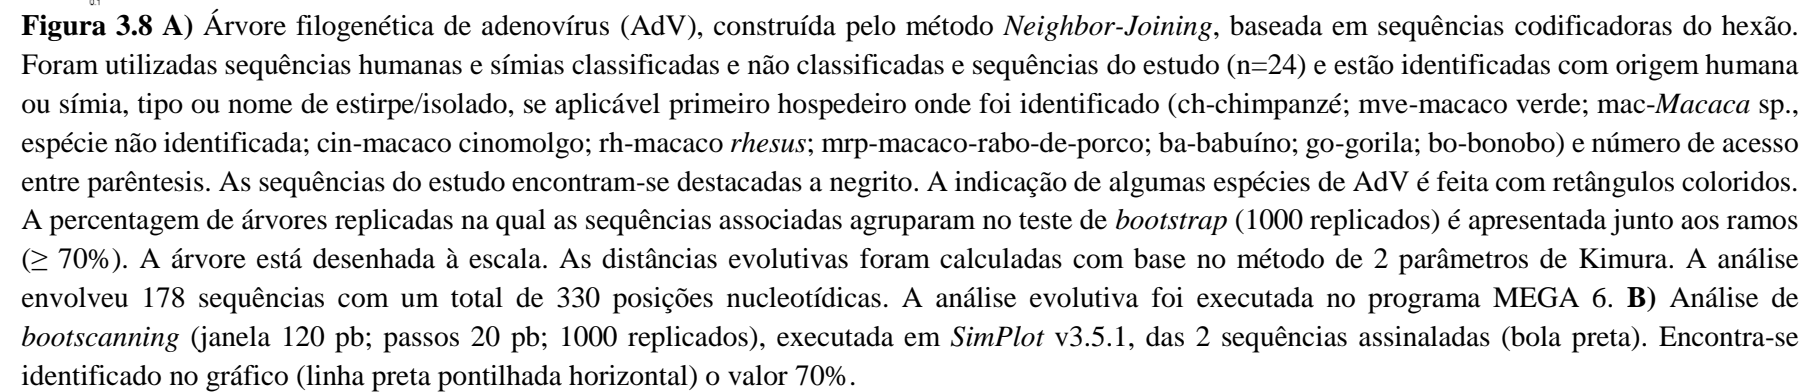 0.1
Figura 3.8 A) Árvore filogenética de adenovírus (AdV), construída pelo método Neighbor-Joining, baseada em sequências codificadoras do hexão.
Foram utilizadas sequências humanas e símias classificadas e não classificadas e sequências do estudo (n=24) e estão identificadas com origem humana
ou símia, tipo ou nome de estirpe/isolado, se aplicável primeiro hospedeiro onde foi identificado (ch-chimpanzé; mve-macaco verde; mac-Macaca sp.,
espécie não identificada; cin-macaco cinomolgo; rh-macaco rhesus; mrp-macaco-rabo-de-porco; ba-babuíno; go-gorila; bo-bonobo) e número de acesso
entre parêntesis. As sequências do estudo encontram-se destacadas a negrito. A indicação de algumas espécies de AdV é feita com retângulos coloridos.
A percentagem de árvores replicadas na qual as sequências associadas agruparam no teste de bootstrap (1000 replicados) é apresentada junto aos ramos
(≥ 70%). A árvore está desenhada à escala. As distâncias evolutivas foram calculadas com base no método de 2 parâmetros de Kimura. A análise
envolveu 178 sequências com um total de 330 posições nucleotídicas. A análise evolutiva foi executada no programa MEGA 6. B) Análise de
bootscanning (janela 120 pb; passos 20 pb; 1000 replicados), executada em SimPlot v3.5.1, das 2 sequências assinaladas (bola preta). Encontra-se
identificado no gráfico (linha preta pontilhada horizontal) o valor 70%.